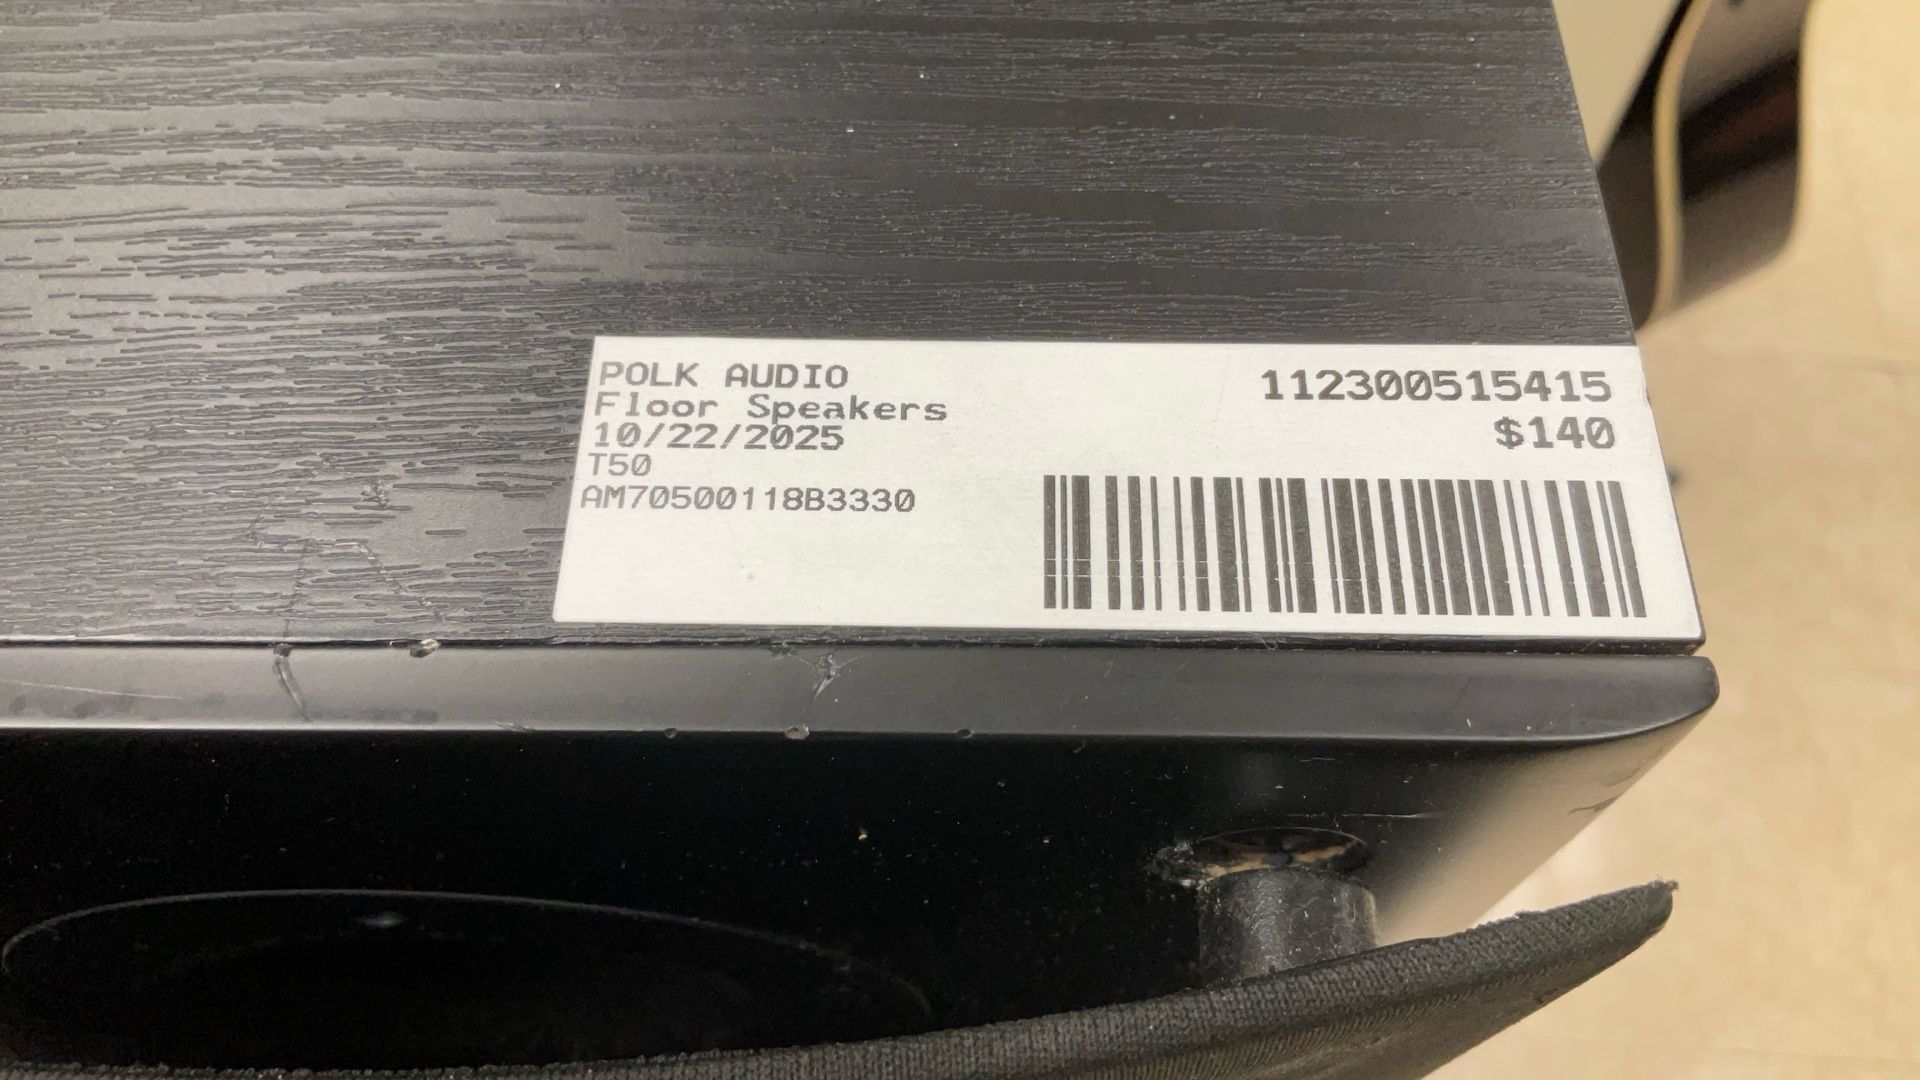 POLK AUDIO
Floor Speakers
10/22/2025
T50
AM70500118B3330
112300515415
$140